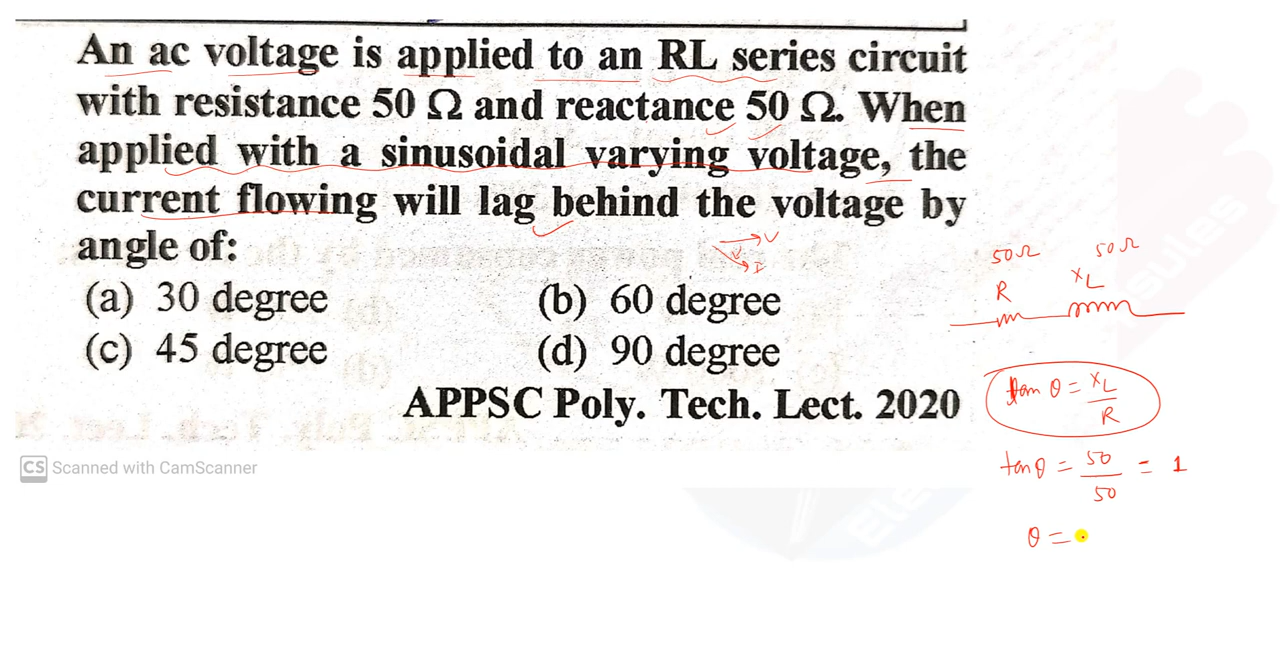 An ac voltage is applied to an RL series circuit
with resistance 50 Ω and reactance 50 Ω. When
applied with a sinusoidal varying voltage, the
current flowing will lag behind the voltage by
angle of:
(a) 30 degree
(b) 60 degree
(c) 45 degree
(d) 90 degree
APPSC Poly. Tech. Lect. 2020
CS Scanned with CamScanner
V
I
50Ω 50Ω
R XL
tan θ = XL/R
tan θ = 50/50 = 1
θ =